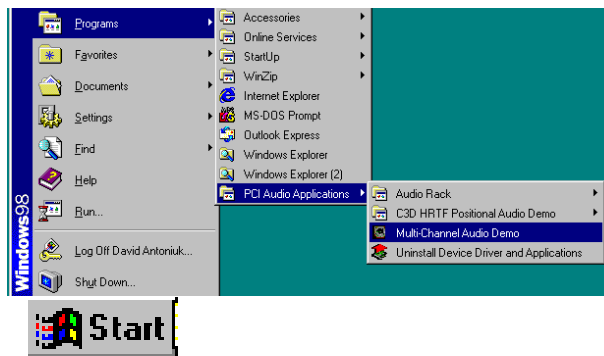 Programs
Favorites
Documents
Settings
Find
Help
Run...
Log Off David Antoniuk...
Shut Down...
Windows98
Accessories
Online Services
StartUp
WinZip
Internet Explorer
MS-DOS Prompt
Outlook Express
Windows Explorer
Windows Explorer (2)
PCI Audio Applications
Audio Rack
C3D HRTF Positional Audio Demo
Multi-Channel Audio Demo
Uninstall Device Driver and Applications
Start